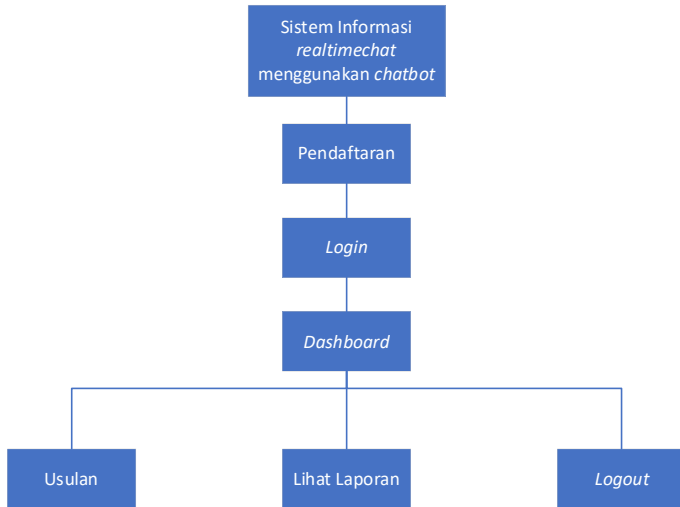 Sistem Informasi
realtimechat
menggunakan chatbot
Pendaftaran
Login
Dashboard
Usulan
Lihat Laporan
Logout